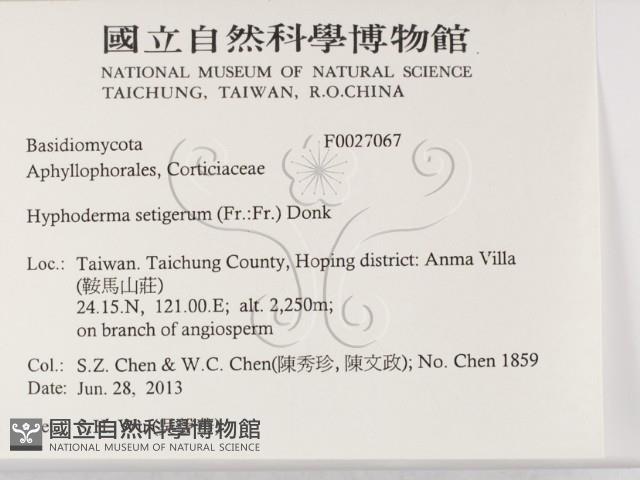 國立自然科學博物館
NATIONAL MUSEUM OF NATURAL SCIENCE
TAICHUNG, TAIWAN, R.O.CHINA
Basidiomycota F0027067
Aphyllophorales, Corticiaceae
Hyphoderma setigerum (Fr.:Fr.) Donk
Loc.: Taiwan. Taichung County, Hoping district: Anma Villa
(鞍馬山莊)
24.15.N, 121.00.E; alt. 2,250m;
on branch of angiosperm
Col.: S.Z. Chen & W.C. Chen(陳秀珍, 陳文政); No. Chen 1859
Date: Jun. 28, 2013
國立自然科學博物館
NATIONAL MUSEUM OF NATURAL SCIENCE